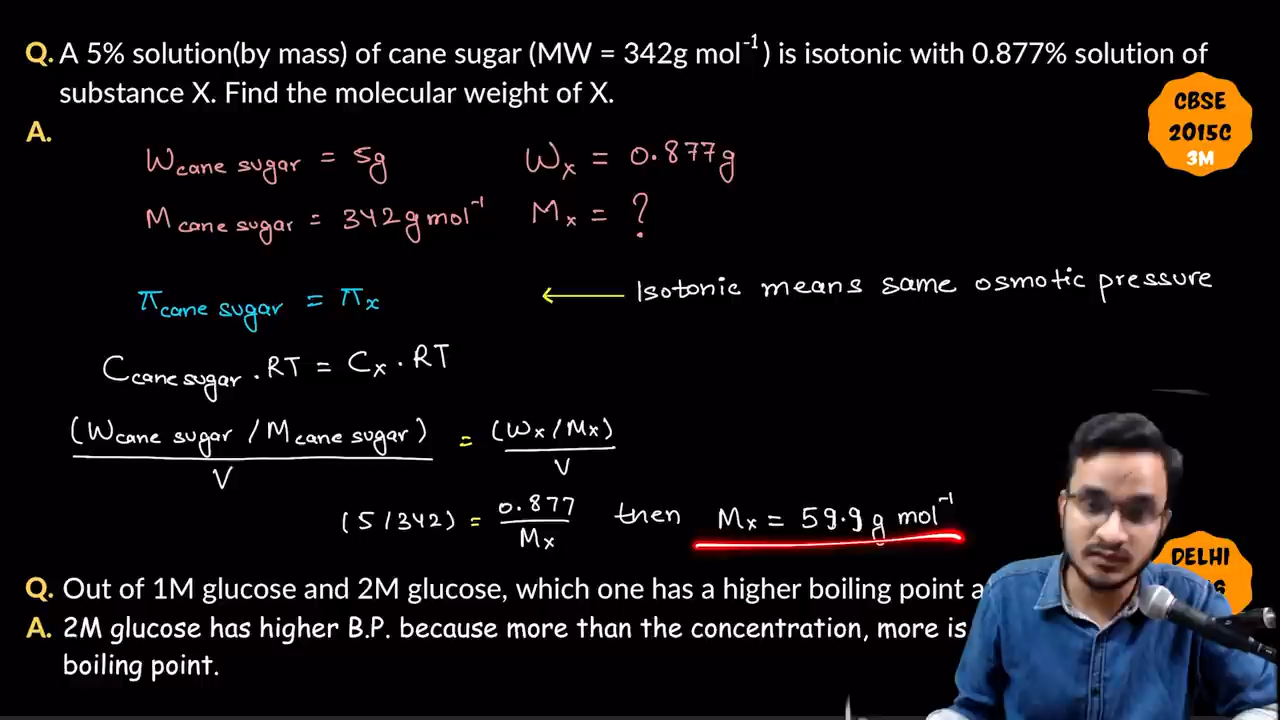 Q. A 5% solution(by mass) of cane sugar (MW = 342g mol⁻¹) is isotonic with 0.877% solution of
substance X. Find the molecular weight of X.
CBSE
2015C
3M
A.
W cane sugar = 5g W x = 0.877g
M cane sugar = 342 g mol⁻¹ M x = ?
π cane sugar = π x ← Isotonic means same osmotic pressure
C cane sugar . RT = C x . RT
(W cane sugar / M cane sugar) = (W x / M x)
V V
(5/342) = 0.877 then M x = 59.9 g mol⁻¹
M x
DELHI
Q. Out of 1M glucose and 2M glucose, which one has a higher boiling point
A. 2M glucose has higher B.P. because more than the concentration, more is
boiling point.